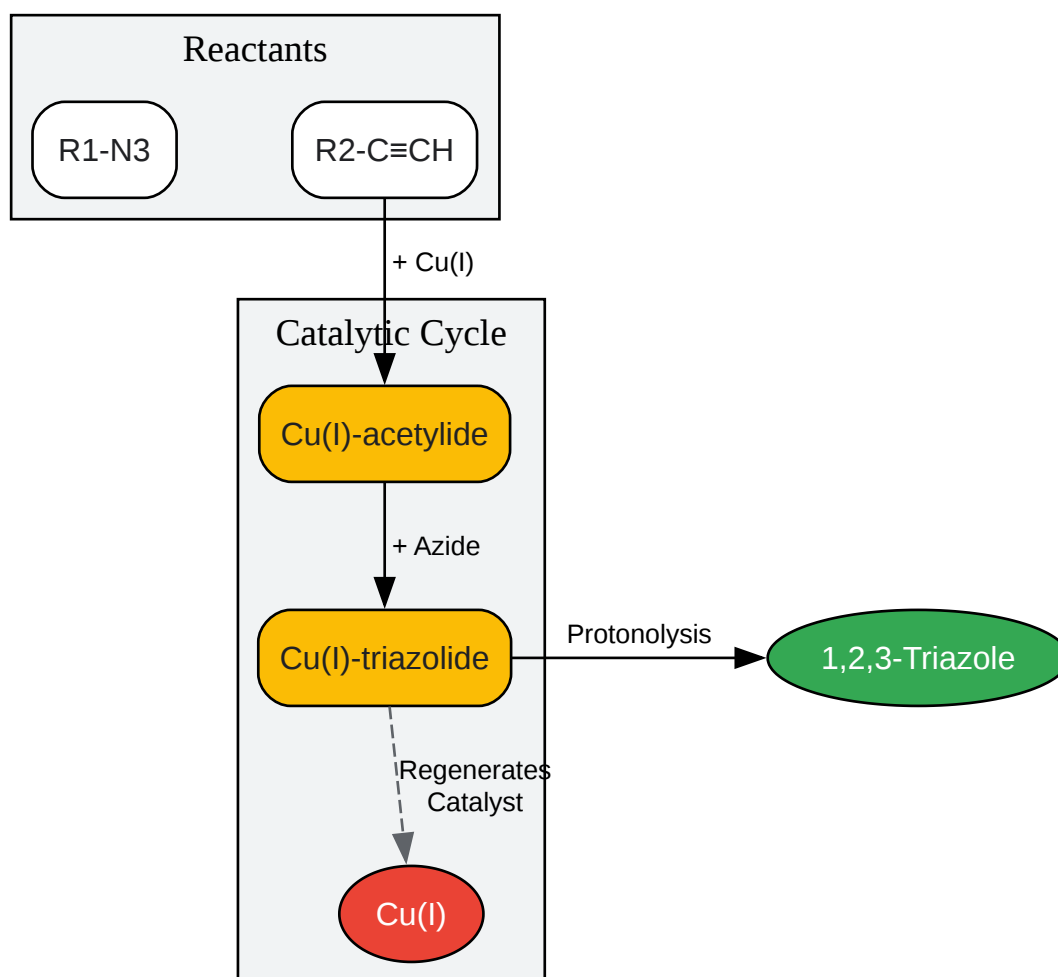 Reactants
R1-N3
R2-C≡CH
+ Cu(I)
Catalytic Cycle
Cu(I)-acetylide
+ Azide
Cu(I)-triazolide
Protonolysis
1,2,3-Triazole
Regenerates
Catalyst
Cu(I)